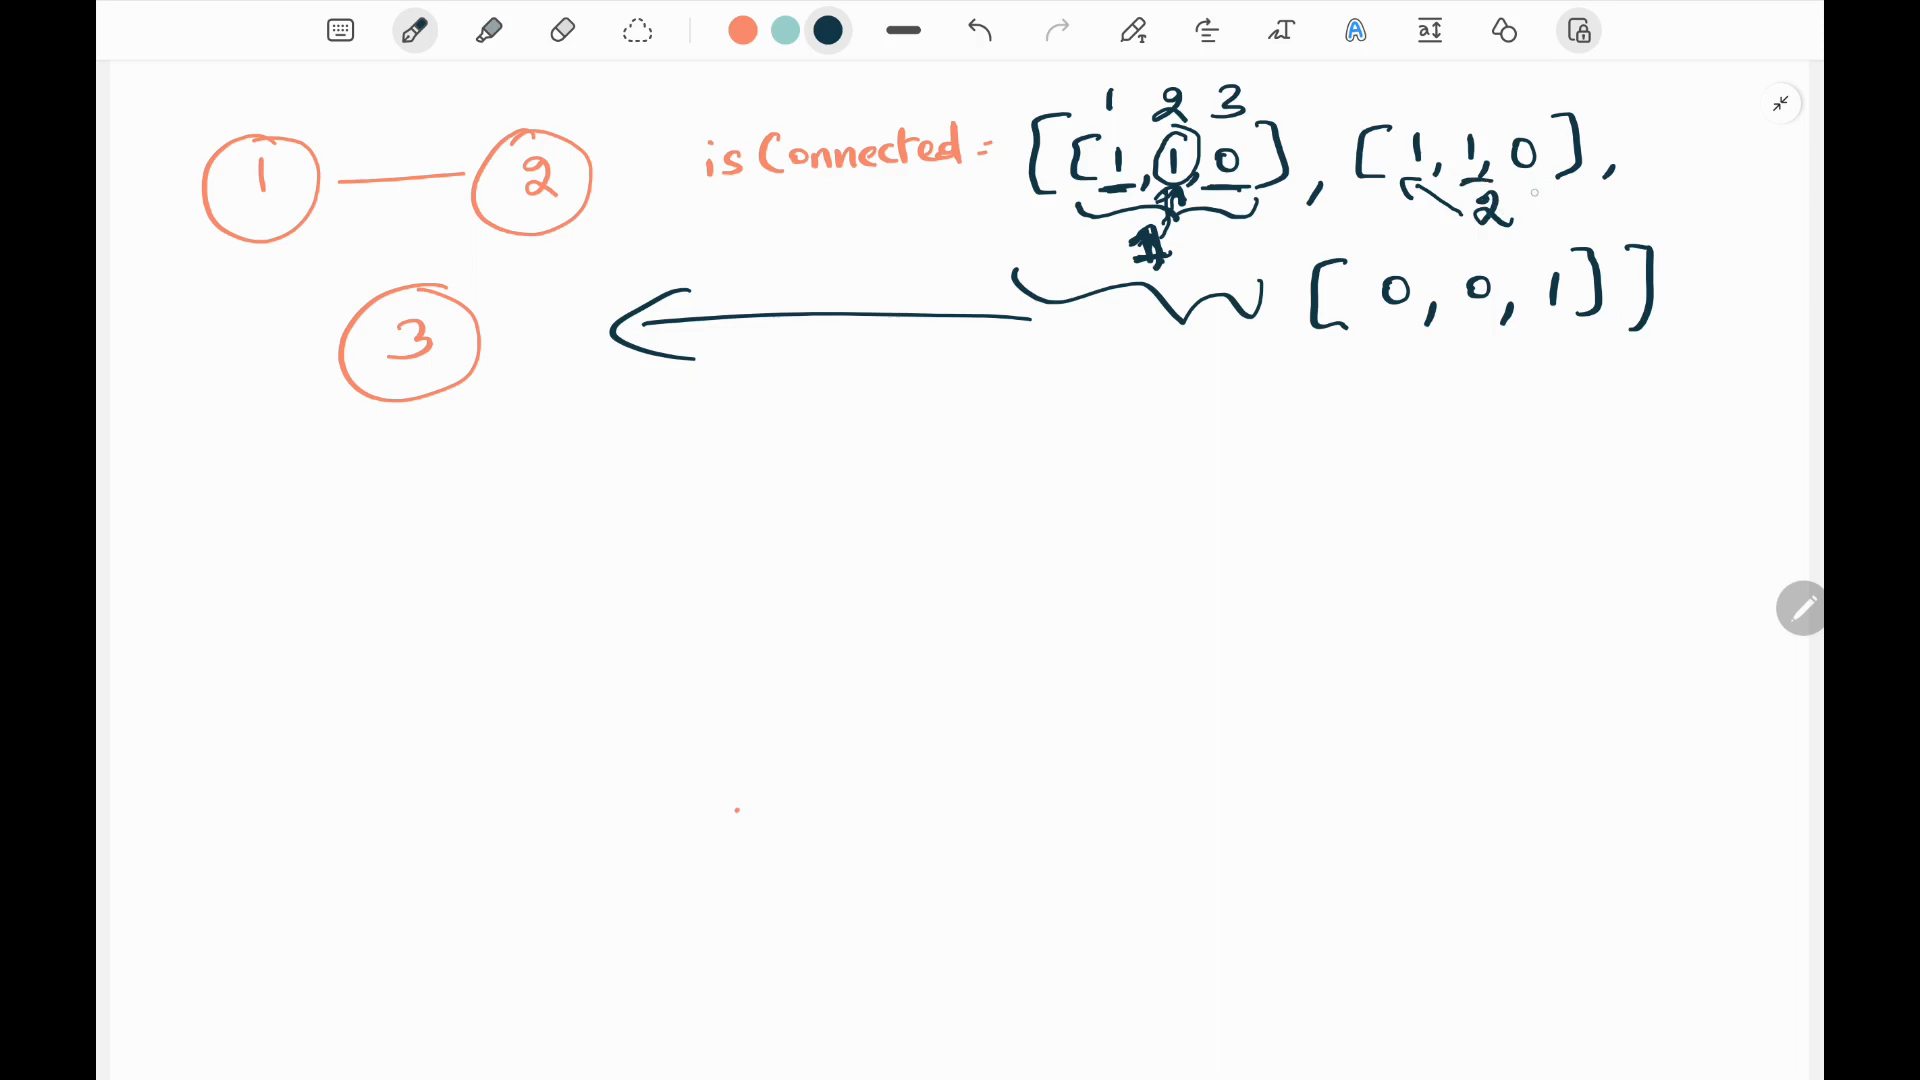 1 2 3
1 2 is Connected = [[1, 1, 0], [1, 1, 0],
2
1
3 [0, 0, 1]]